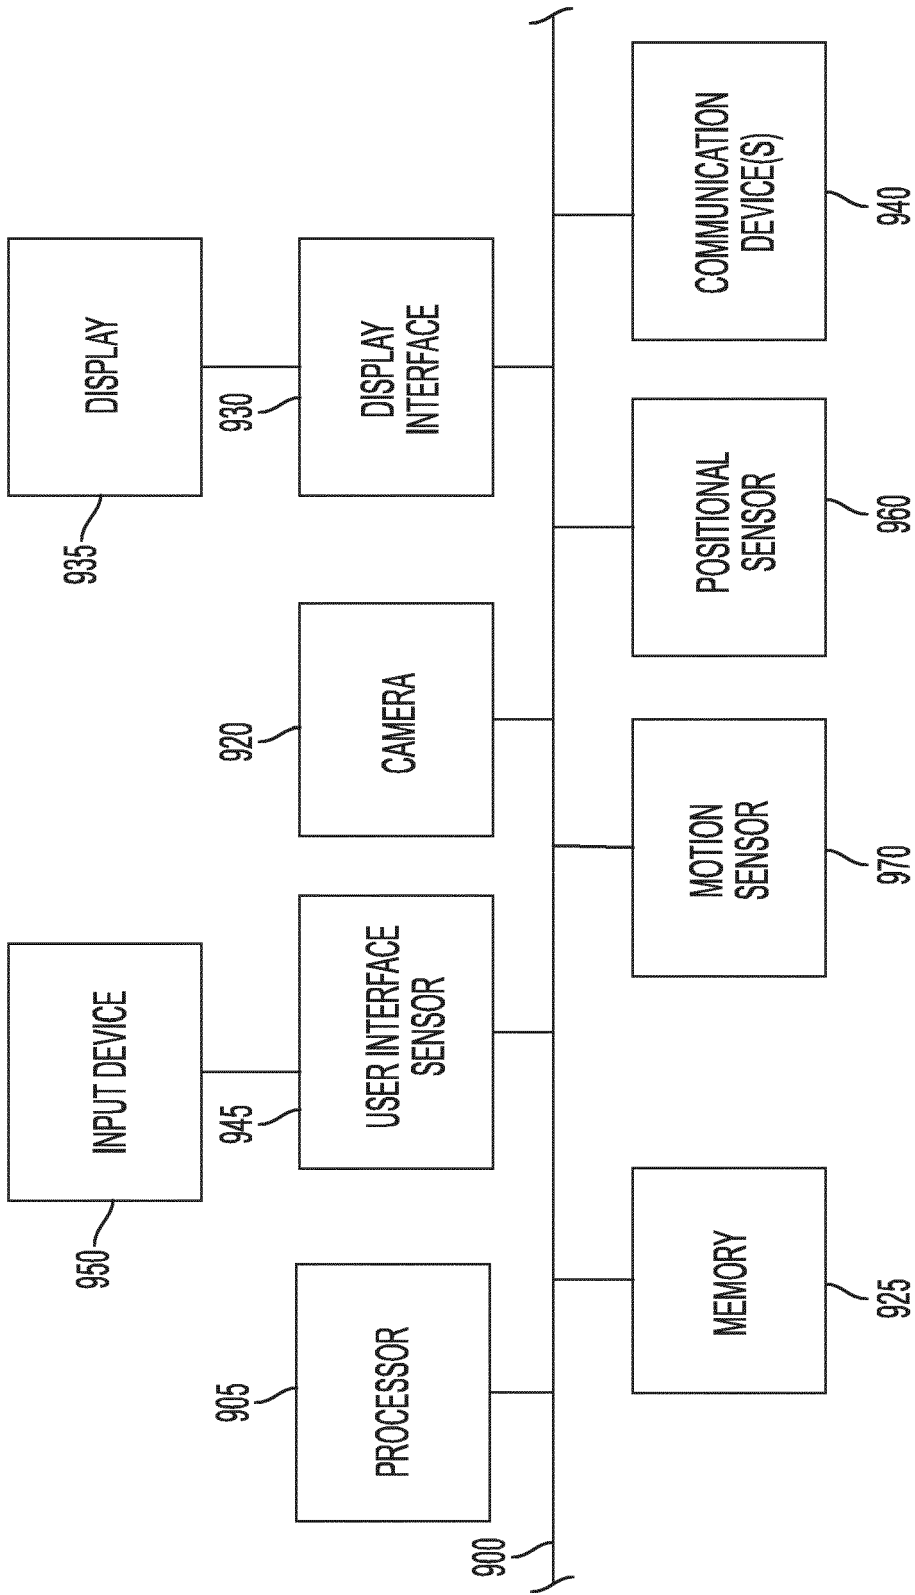 950
INPUT DEVICE
935
DISPLAY
905
PROCESSOR
945
USER INTERFACE
SENSOR
920
CAMERA
930
DISPLAY
INTERFACE
900
MEMORY
925
MOTION
SENSOR
970
POSITIONAL
SENSOR
960
COMMUNICATION
DEVICE(S)
940